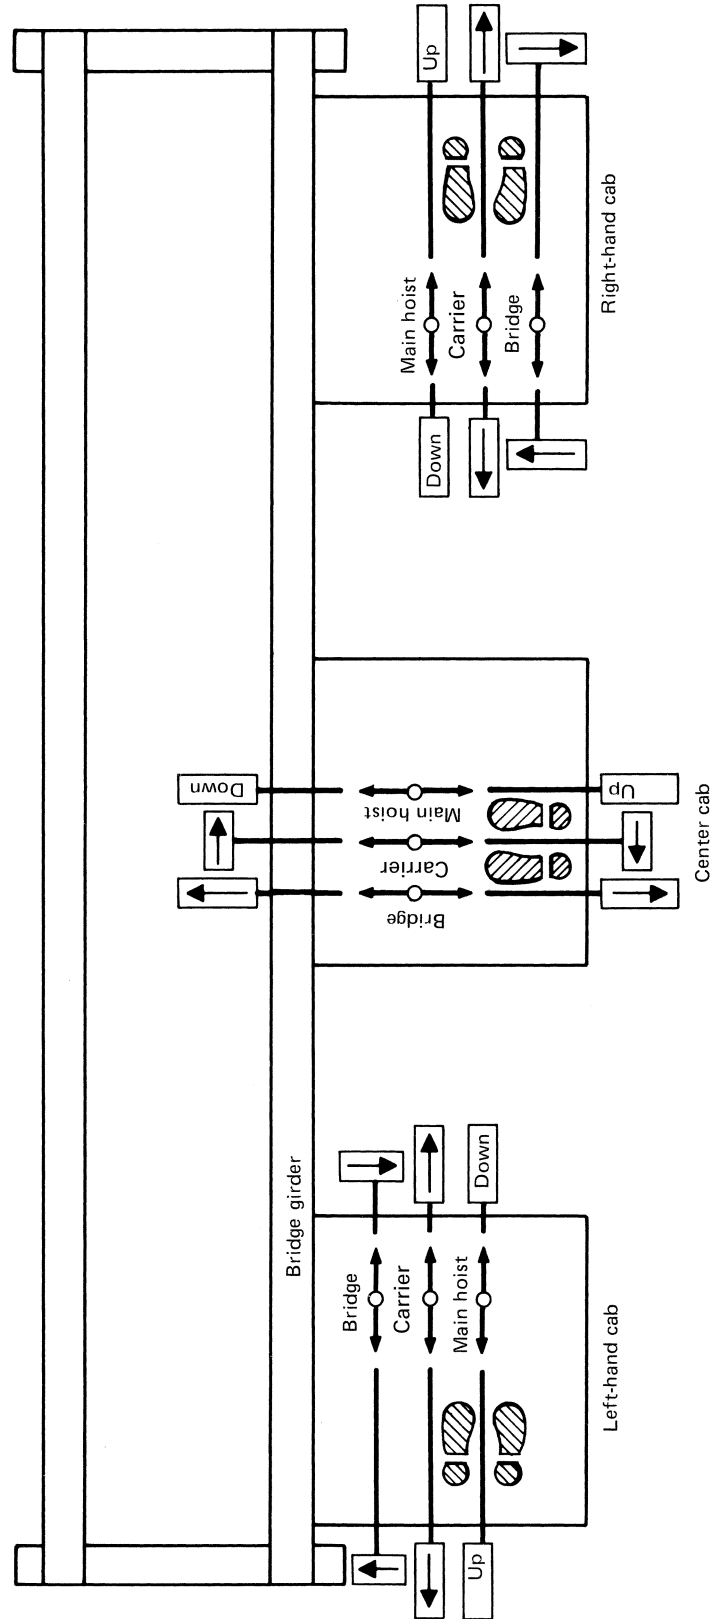 Up
Main hoist
Carrier
Bridge
Down
Right-hand cab
Down
Main hoist
Carrier
Bridge
Up
Center cab
Bridge girder
Bridge
Carrier
Main hoist
Down
Up
Left-hand cab